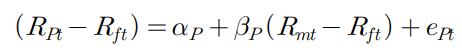 (R_{Pt} − R_{ft}) = α_P + β_P(R_{mt} − R_{ft}) + e_{Pt}